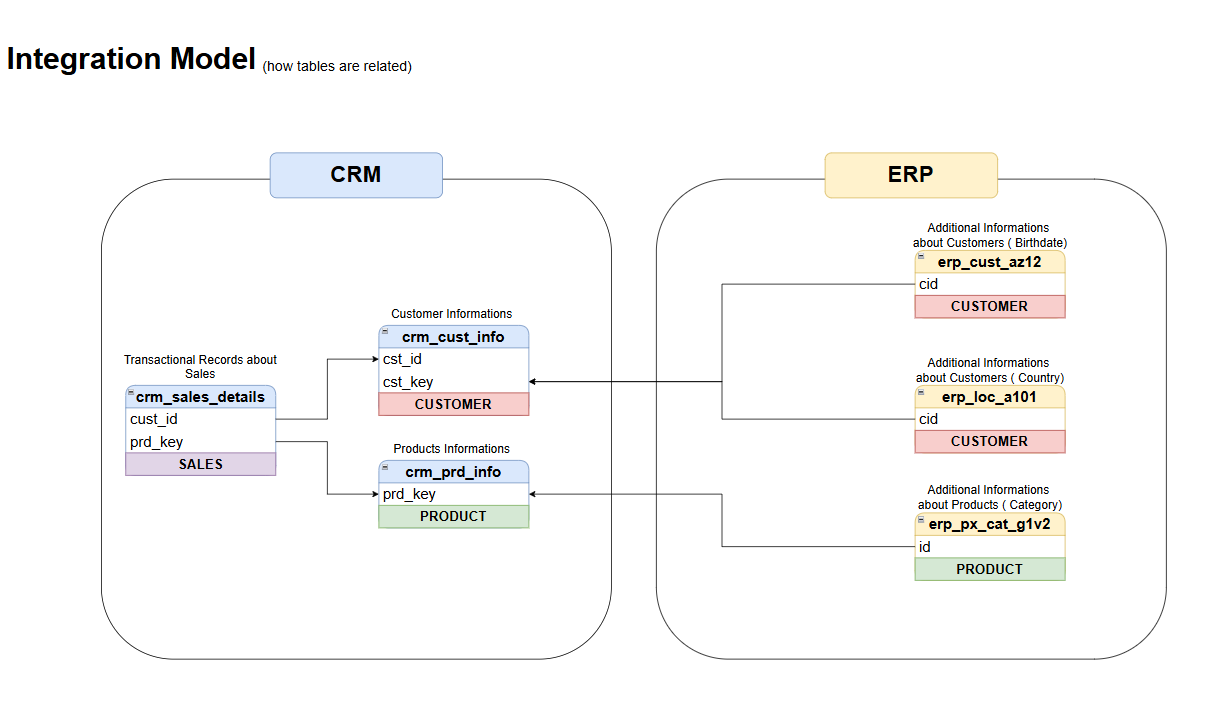 Integration Model (how tables are related)
CRM
Transactional Records about
Sales
crm_sales_details
cust_id
prd_key
SALES
Customer Informations
crm_cust_info
cst_id
cst_key
CUSTOMER
Products Informations
crm_prd_info
prd_key
PRODUCT
ERP
Additional Informations
about Customers ( Birthdate)
erp_cust_az12
cid
CUSTOMER
Additional Informations
about Customers ( Country)
erp_loc_a101
cid
CUSTOMER
Additional Informations
about Products ( Category)
erp_px_cat_g1v2
id
PRODUCT